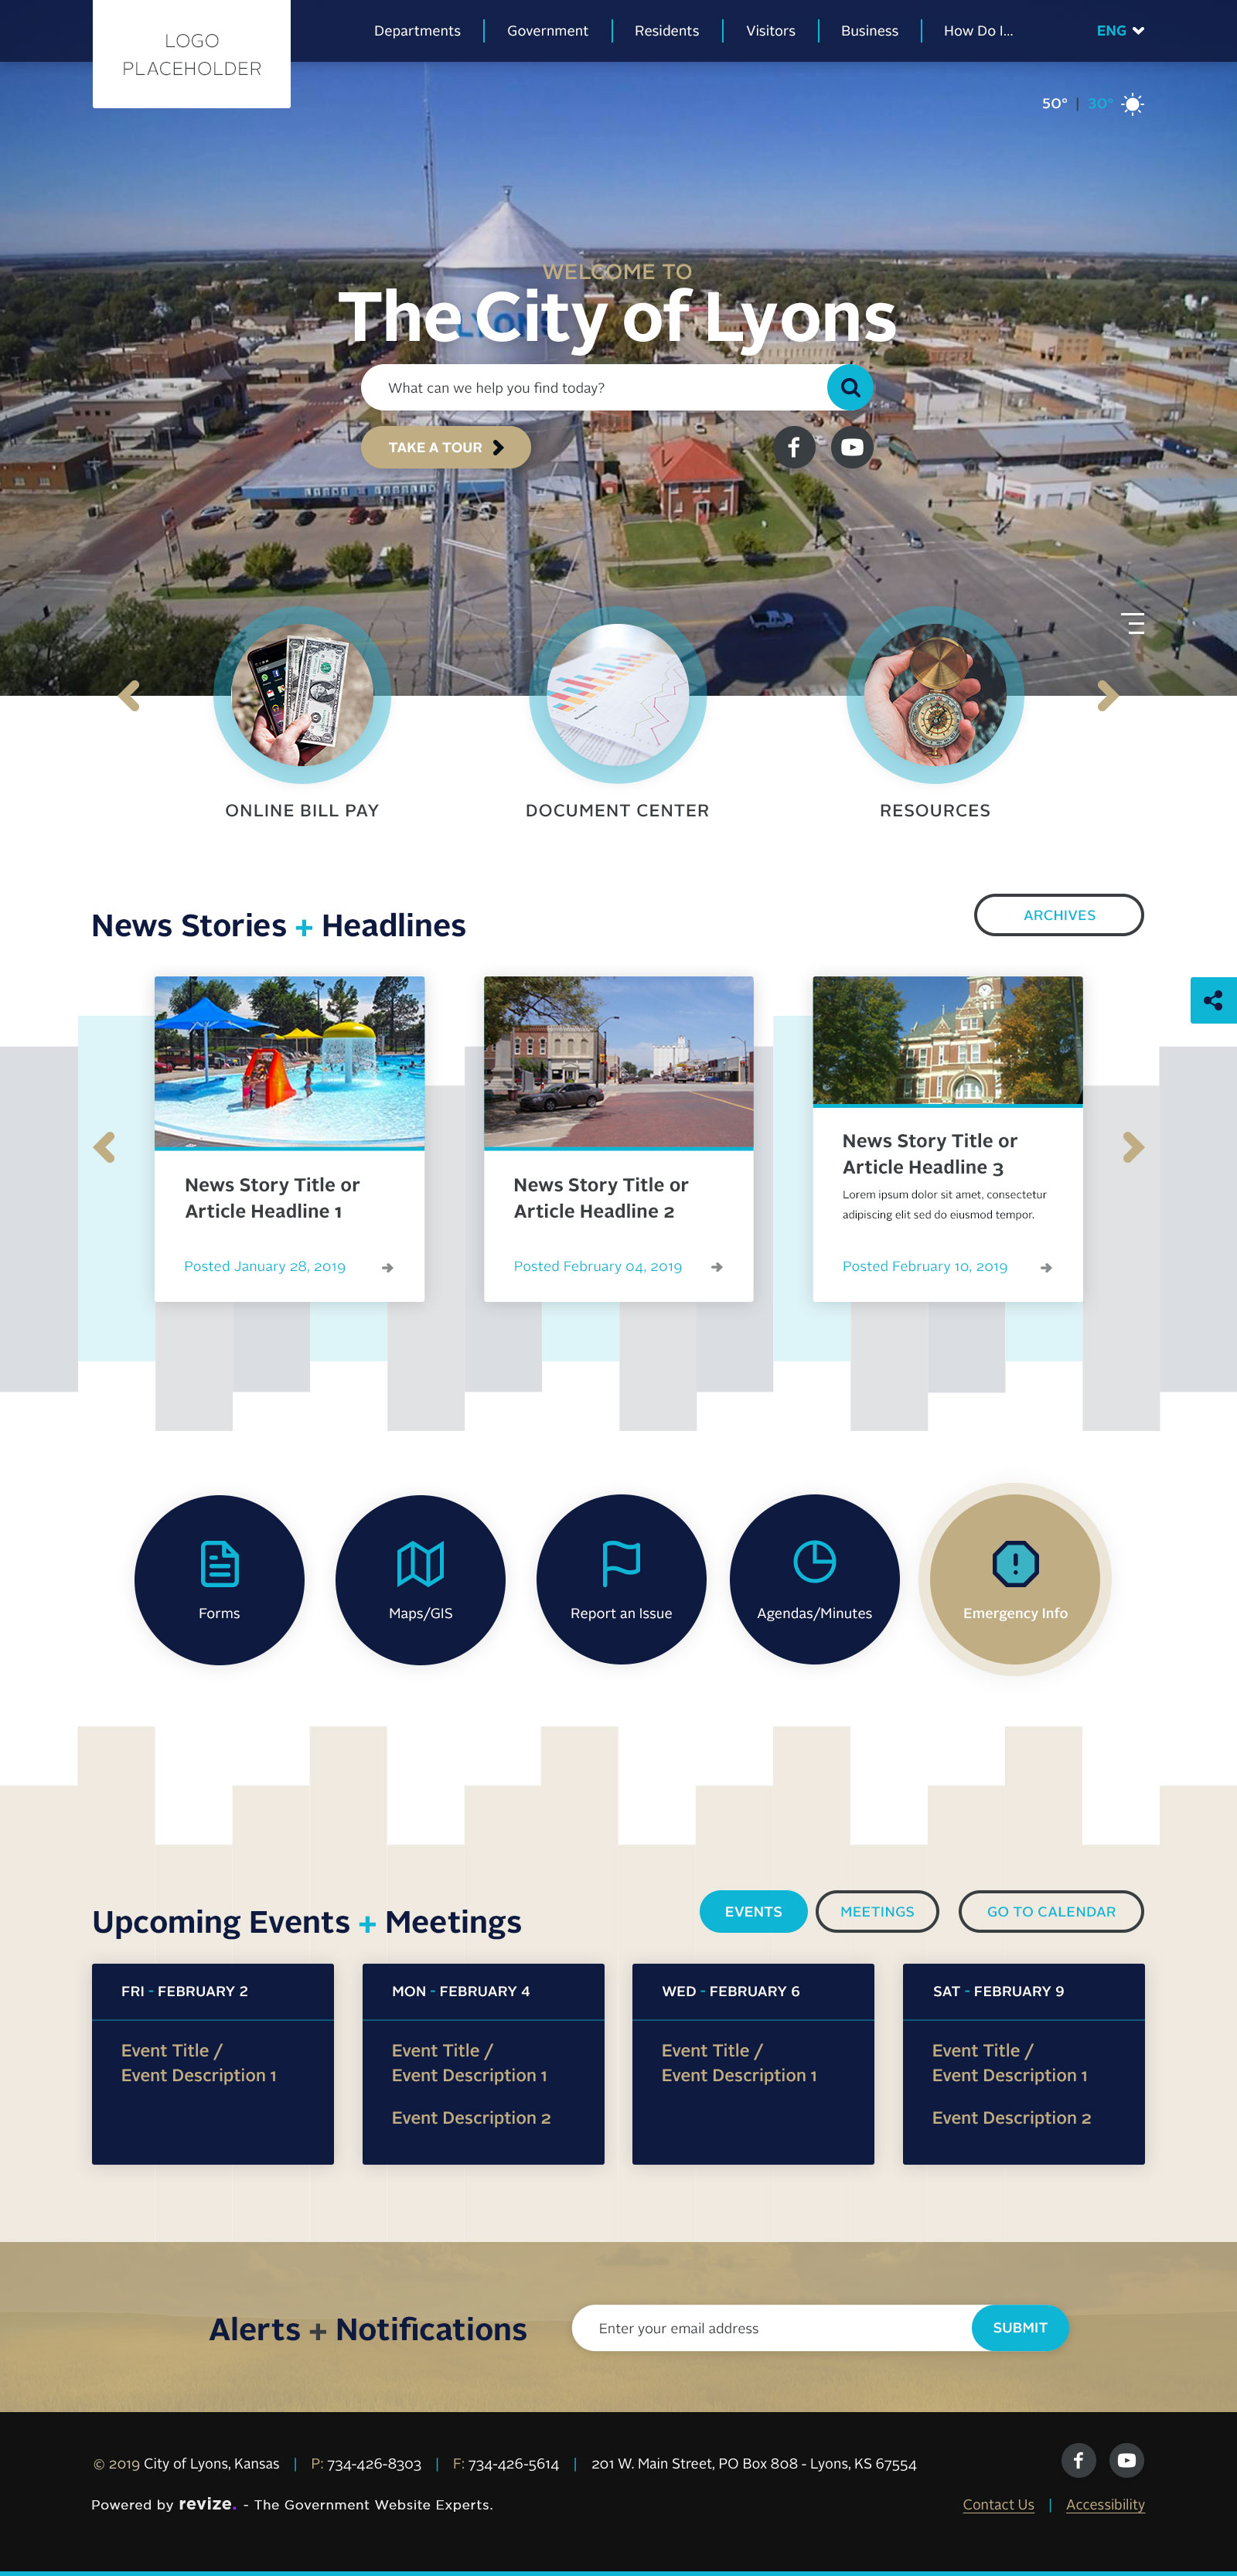 LOGO
PLACEHOLDER
Departments
Government
Residents
Visitors
Business
How Do I...
ENG
50° | 30°
WELCOME TO
The City of Lyons
LYONS
What can we help you find today?
TAKE A TOUR
ONLINE BILL PAY
DOCUMENT CENTER
RESOURCES
News Stories + Headlines
ARCHIVES
News Story Title or
Article Headline 1
Posted January 28, 2019
News Story Title or
Article Headline 2
Posted February 04, 2019
News Story Title or
Article Headline 3
Lorem ipsum dolor sit amet, consectetur
adipiscing elit sed do eiusmod tempor.
Posted February 10, 2019
Forms
Maps/GIS
Report an Issue
Agendas/Minutes
Emergency Info
Upcoming Events + Meetings
EVENTS
MEETINGS
GO TO CALENDAR
FRI - FEBRUARY 2
Event Title /
Event Description 1
MON - FEBRUARY 4
Event Title /
Event Description 1
Event Description 2
WED - FEBRUARY 6
Event Title /
Event Description 1
SAT - FEBRUARY 9
Event Title /
Event Description 1
Event Description 2
Alerts + Notifications
Enter your email address
SUBMIT
© 2019 City of Lyons, Kansas | P: 734-426-8303 | F: 734-426-5614 | 201 W. Main Street, PO Box 808 - Lyons, KS 67554
Powered by revize. - The Government Website Experts.
Contact Us | Accessibility